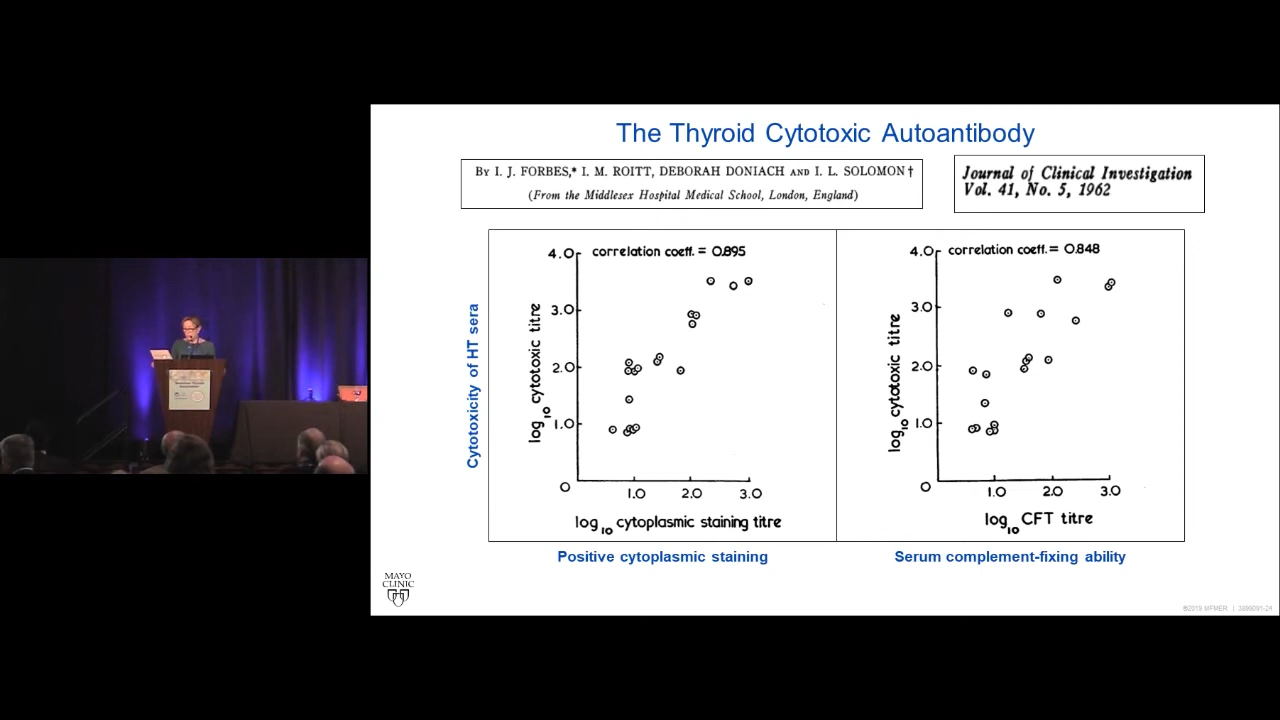 The Thyroid Cytotoxic Autoantibody
By I. J. FORBES,* I. M. ROITT, DEBORAH DONIACH AND I. L. SOLOMON †
(From the Middlesex Hospital Medical School, London, England)
Journal of Clinical Investigation
Vol. 41, No. 5, 1962
Cytotoxicity of HT sera
correlation coeff. = 0.895
log10 cytotoxic titre
4.0
3.0
2.0
1.0
0
1.0 2.0 3.0
log10 cytoplasmic staining titre
Positive cytoplasmic staining
correlation coeff. = 0.848
log10 cytotoxic titre
4.0
3.0
2.0
1.0
0
1.0 2.0 3.0
log10 CFT titre
Serum complement-fixing ability
MAYO
CLINIC
©2019 MFMER | 3899091-24